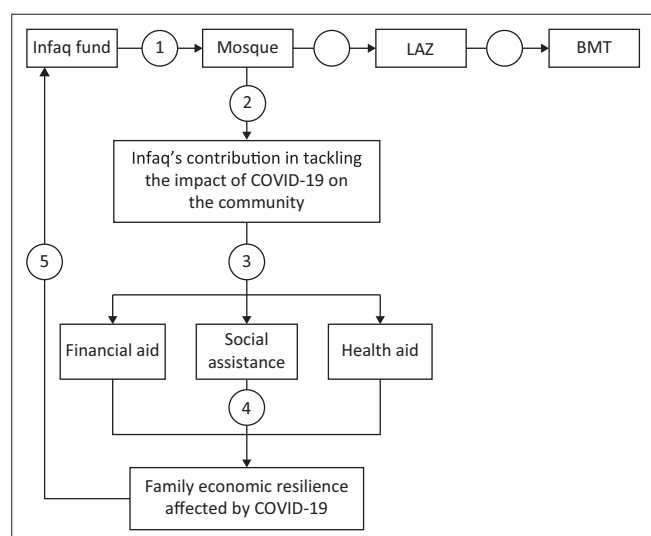 Infaq fund
1
Mosque
LAZ
BMT
2
Infaq's contribution in tackling
the impact of COVID-19 on
the community
5
3
Financial aid
Social
assistance
Health aid
4
Family economic resilience
affected by COVID-19